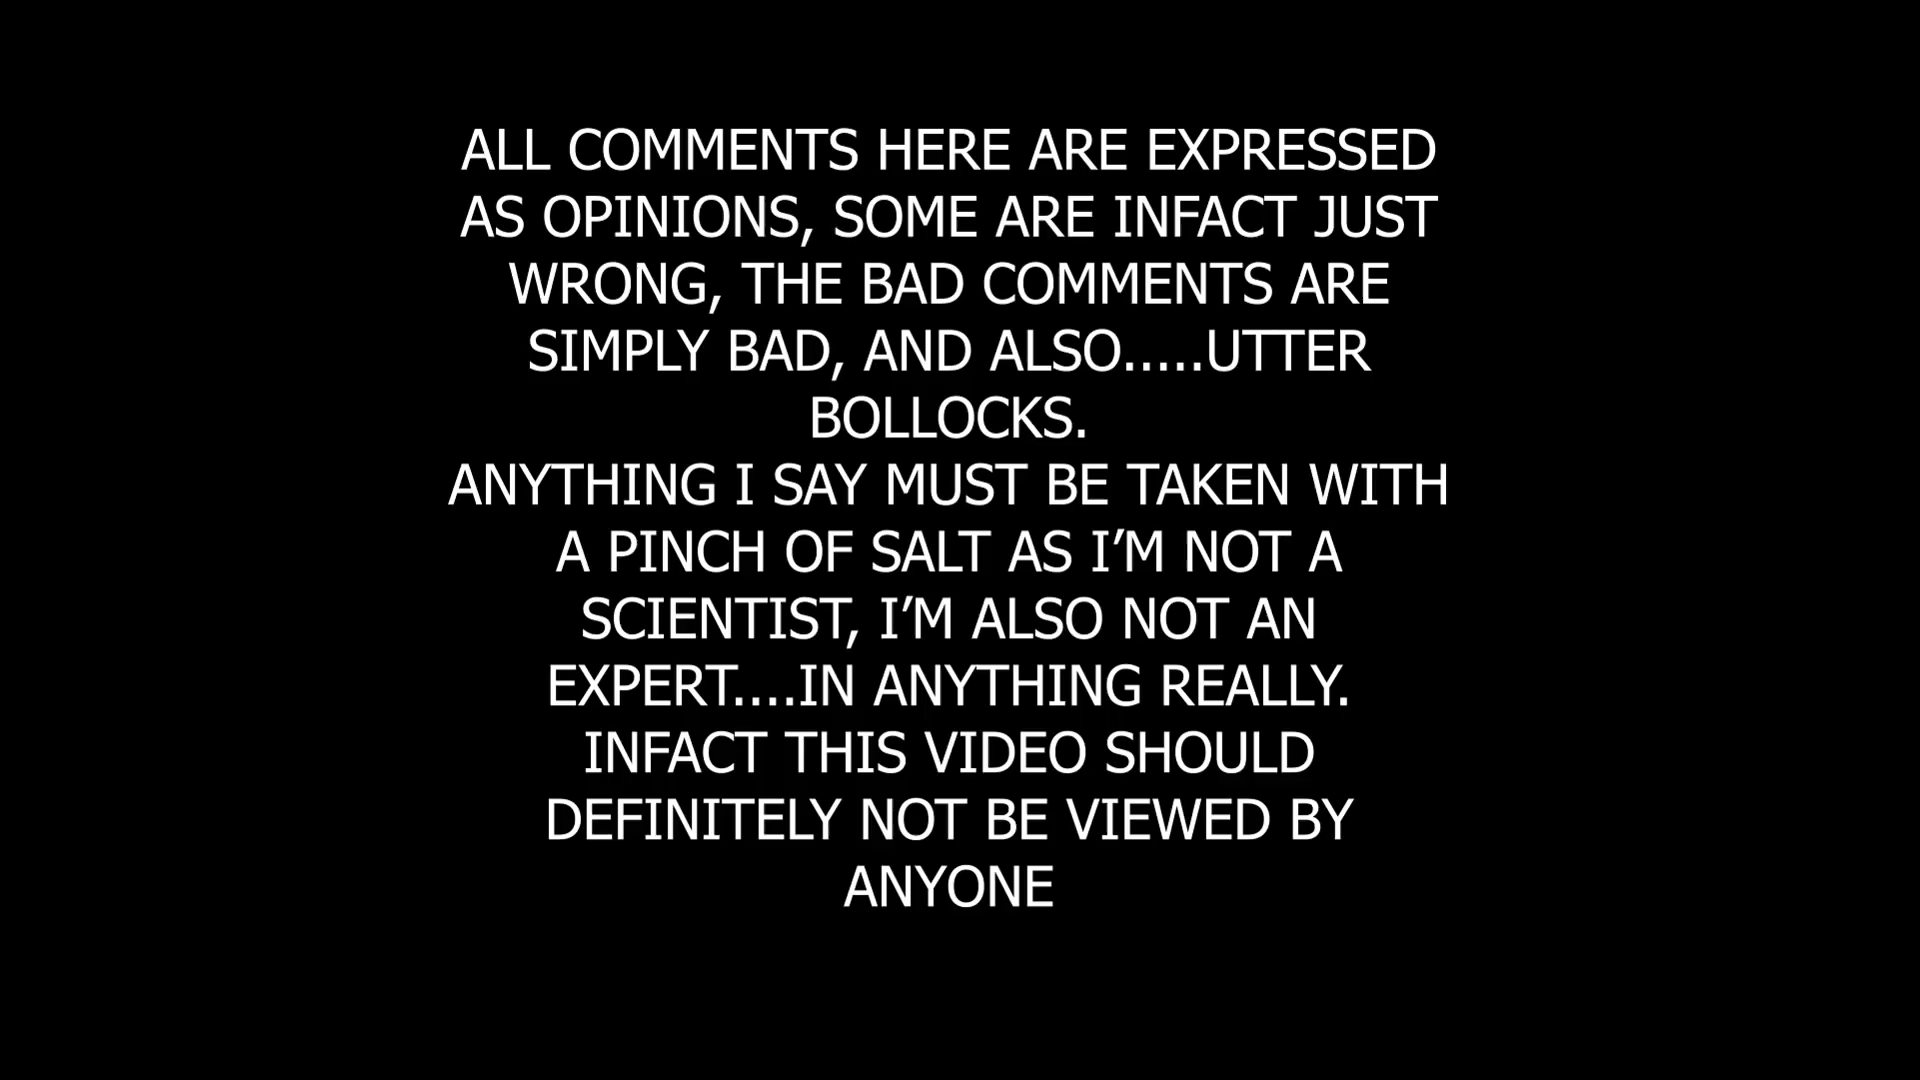 ALL COMMENTS HERE ARE EXPRESSED
AS OPINIONS, SOME ARE INFACT JUST
WRONG, THE BAD COMMENTS ARE
SIMPLY BAD, AND ALSO.....UTTER
BOLLOCKS.
ANYTHING I SAY MUST BE TAKEN WITH
A PINCH OF SALT AS I’M NOT A
SCIENTIST, I’M ALSO NOT AN
EXPERT....IN ANYTHING REALLY.
INFACT THIS VIDEO SHOULD
DEFINITELY NOT BE VIEWED BY
ANYONE